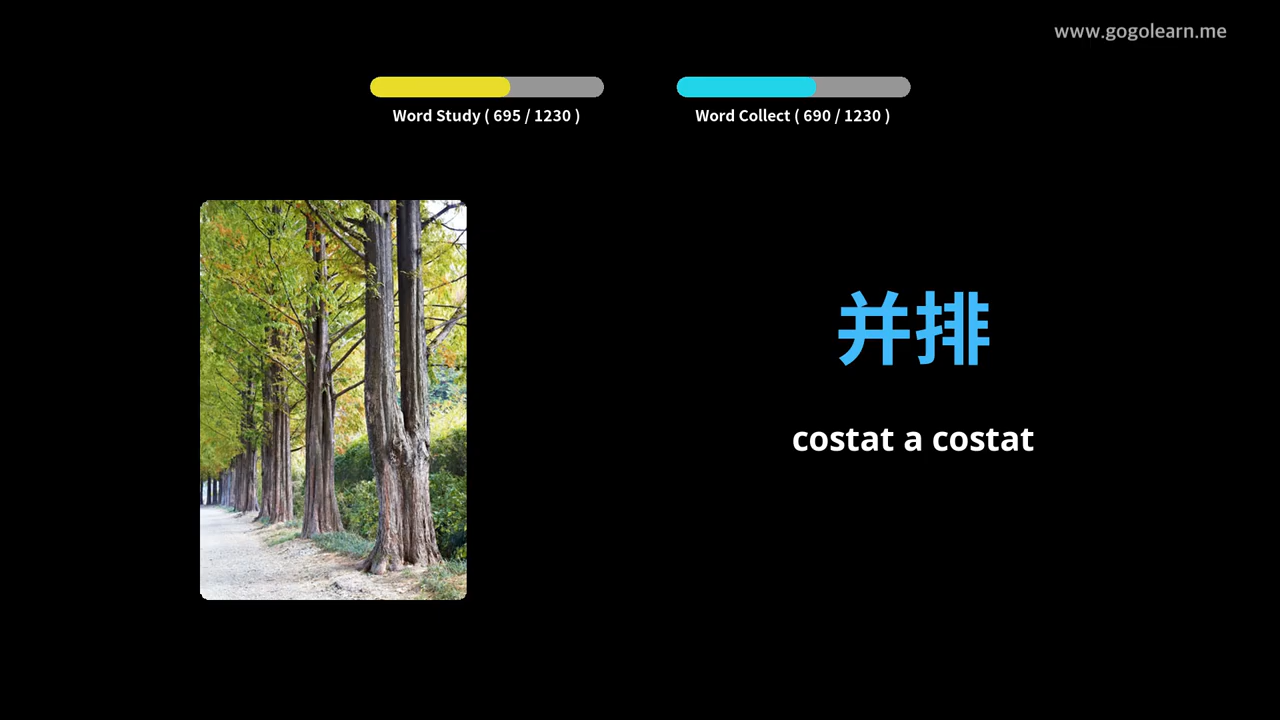 www.gogolearn.me
Word Study ( 695 / 1230 )
Word Collect ( 690 / 1230 )
并排
costat a costat